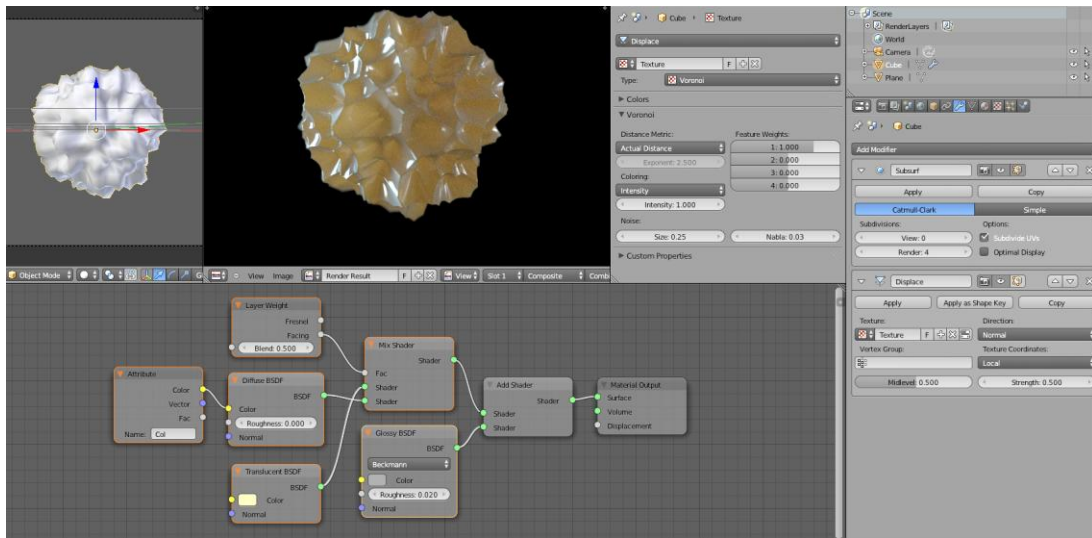 Object Mode
G
View
Image
Render Result
F
View
Slot 1
Composite
Combi
Cube
Texture
Displace
Texture
F
Type:
Voronoi
Colors
Voronoi
Distance Metric:
Feature Weights:
Actual Distance
1: 1.000
Exponent: 2.500
2: 0.000
Coloring:
3: 0.000
Intensity
4: 0.000
Intensity: 1.000
Noise:
Size: 0.25
Nabla: 0.03
Custom Properties
Scene
RenderLayers
World
Camera
Cube
Plane
Cube
Add Modifier
Subsurf
Apply
Copy
Catmull-Clark
Simple
Subdivisions:
Options:
View: 0
Subdivide UVs
Render: 4
Optimal Display
Displace
Apply
Apply as Shape Key
Copy
Texture:
Direction:
Texture
F
Normal
Vertex Group:
Texture Coordinates:
Local
Midlevel: 0.500
Strength: 0.500
Layer Weight
Fresnel
Facing
Blend: 0.500
Attribute
Color
Vector
Fac
Name: Col
Diffuse BSDF
BSDF
Color
Roughness: 0.000
Normal
Translucent BSDF
BSDF
Color
Normal
Mix Shader
Shader
Fac
Shader
Shader
Glossy BSDF
BSDF
Beckmann
Color
Roughness: 0.020
Normal
Add Shader
Shader
Shader
Shader
Material Output
Surface
Volume
Displacement